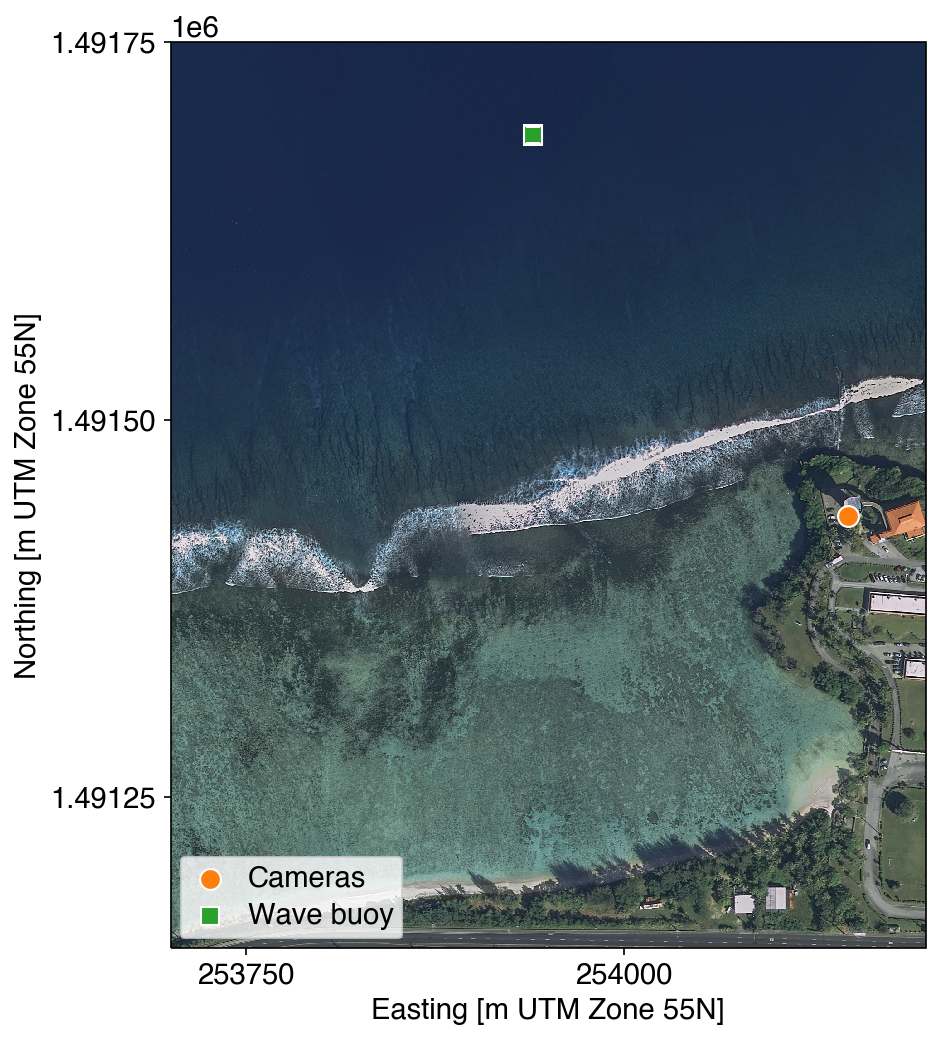 1e6
1.49175
1.49150
1.49125
Northing [m UTM Zone 55N]
Cameras
Wave buoy
253750
254000
Easting [m UTM Zone 55N]